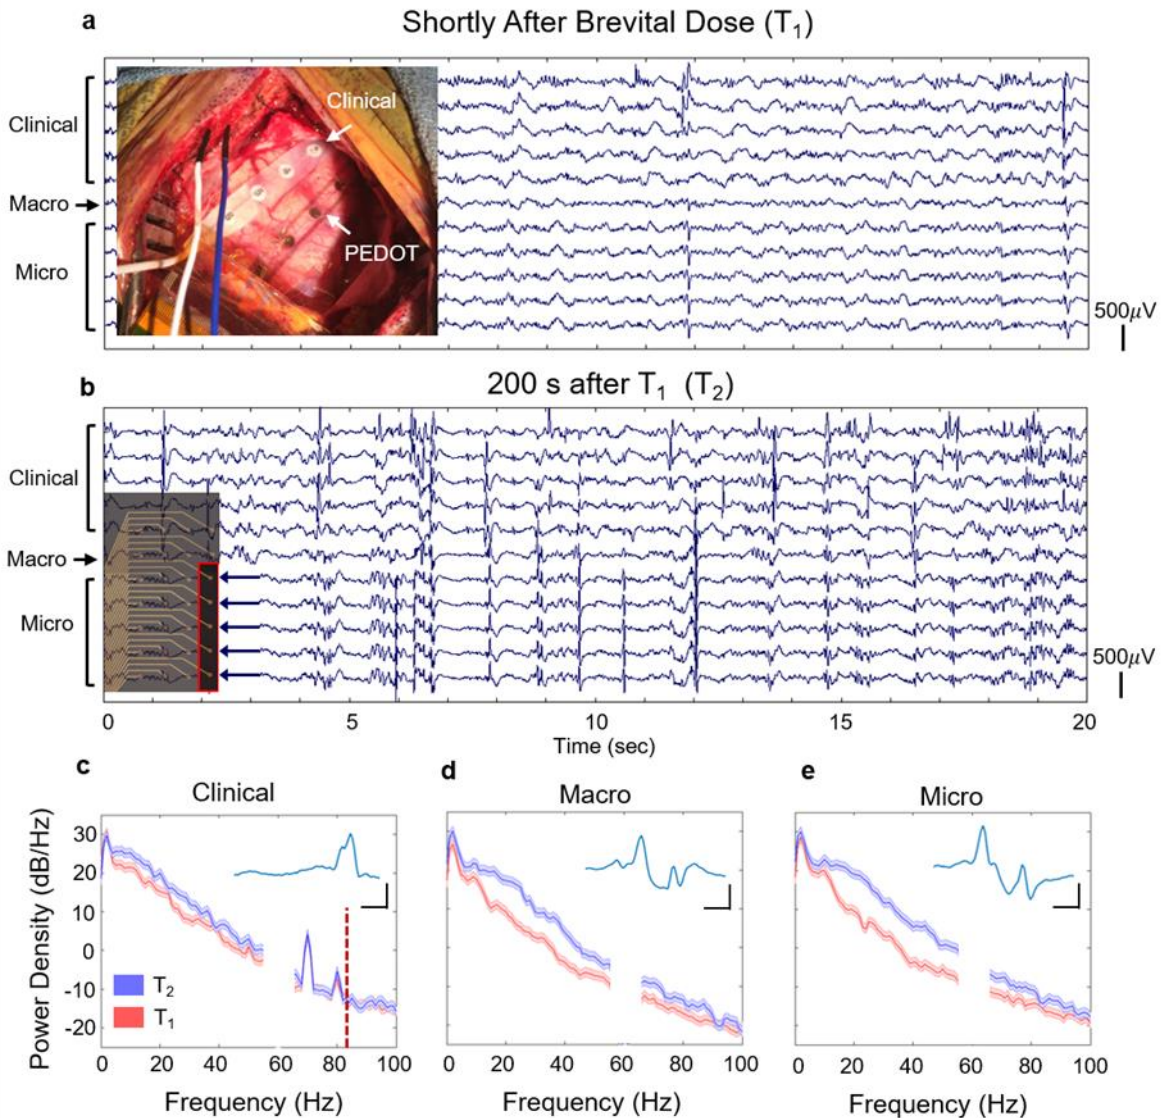 a
Shortly After Brevital Dose (T1)
Clinical
Macro
Micro
Clinical
PEDOT
500μV
b
200 s after T1 (T2)
Clinical
Macro
Micro
500μV
0 5 10 15 20
Time (sec)
c
Clinical
d
Macro
e
Micro
Power Density (dB/Hz)
30
20
10
0
-10
-20
T2
T1
0 20 40 60 80 100
Frequency (Hz)
0 20 40 60 80 100
Frequency (Hz)
0 20 40 60 80 100
Frequency (Hz)